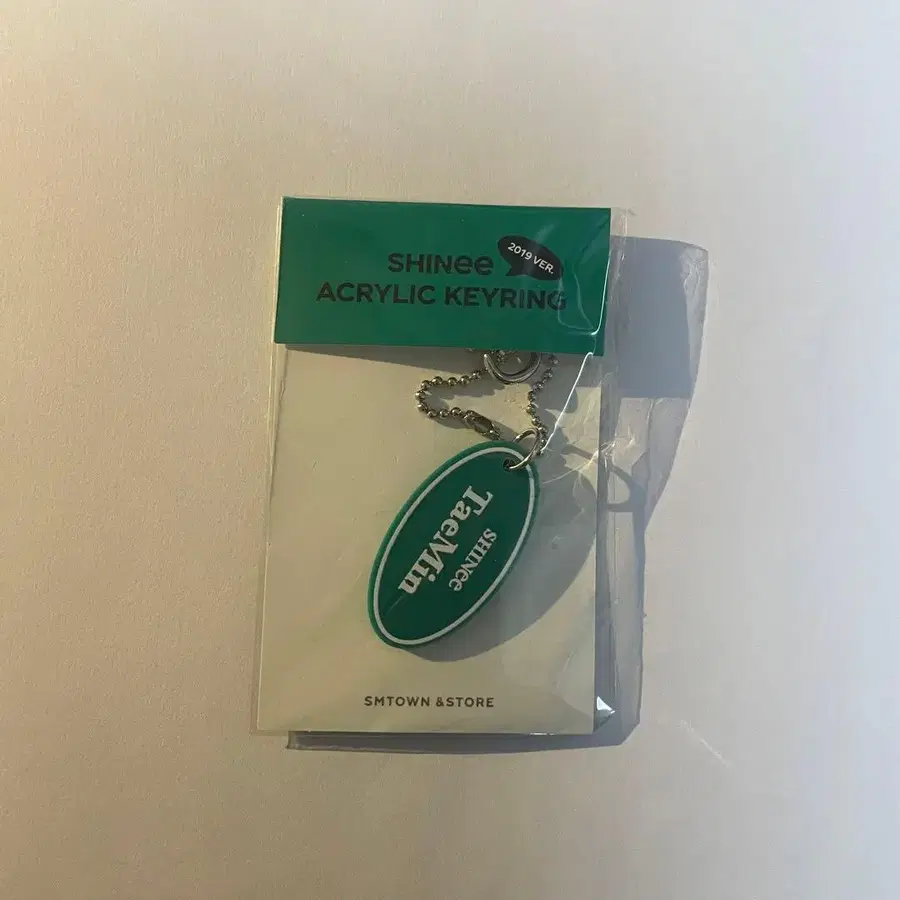 SHINee
2019 VER.
ACRYLIC KEYRING
SHINee
TaeMin
SMTOWN &STORE